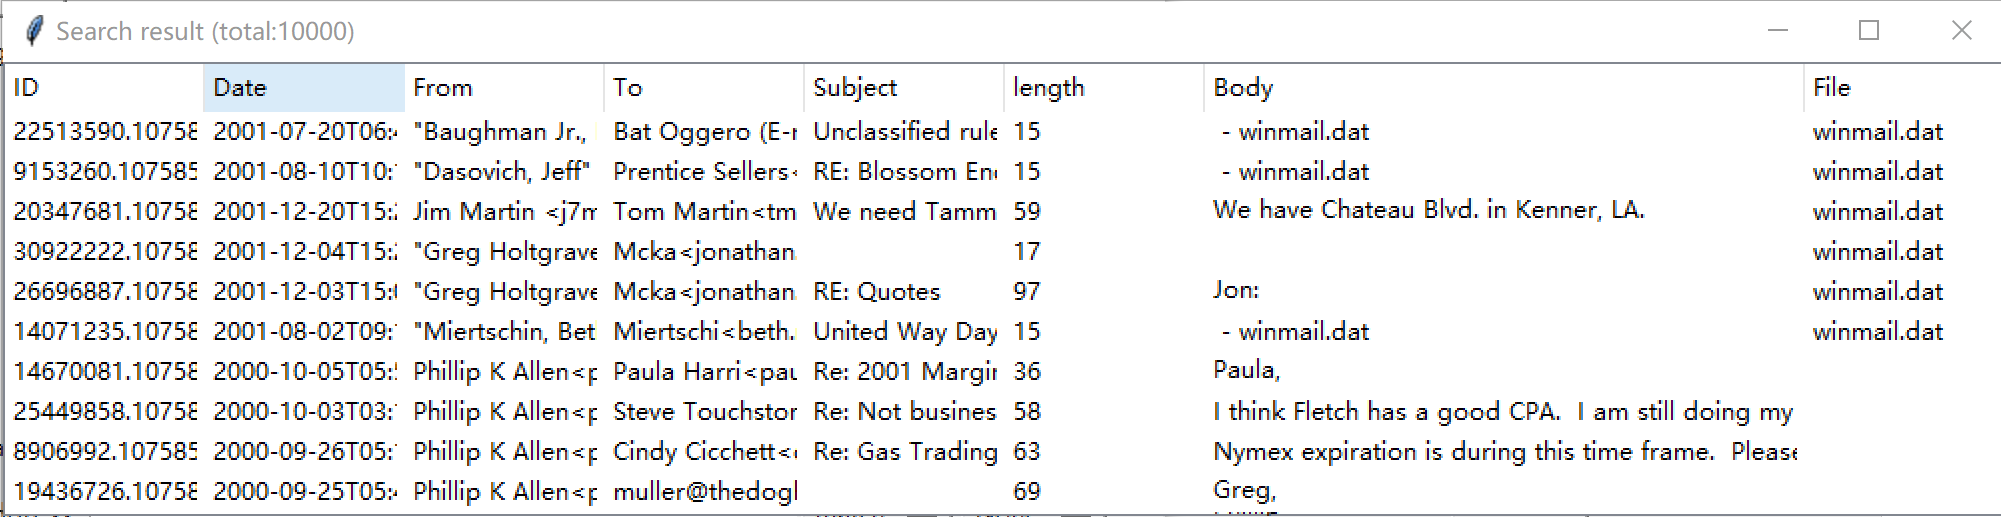 Search result (total:10000)
ID Date From To Subject length Body File
22513590.10758 2001-07-20T06: "Baughman Jr., Bat Oggero (E-r Unclassified rule 15 - winmail.dat winmail.dat
9153260.107585 2001-08-10T10: "Dasovich, Jeff" Prentice Sellers< RE: Blossom En 15 - winmail.dat winmail.dat
20347681.10758 2001-12-20T15: Jim Martin <j7m Tom Martin<tm We need Tamm 59 We have Chateau Blvd. in Kenner, LA. winmail.dat
30922222.10758 2001-12-04T15: "Greg Holtgrave Mcka<jonathan 17 winmail.dat
26696887.10758 2001-12-03T15: "Greg Holtgrave Mcka<jonathan RE: Quotes 97 Jon: winmail.dat
14071235.10758 2001-08-02T09: "Miertschin, Bet Miertschi<beth. United Way Day 15 - winmail.dat winmail.dat
14670081.10758 2000-10-05T05: Phillip K Allen<p Paula Harri<pau Re: 2001 Margin 36 Paula,
25449858.10758 2000-10-03T03: Phillip K Allen<p Steve Touchstor Re: Not busines 58 I think Fletch has a good CPA.  I am still doing my
8906992.107585 2000-09-26T05: Phillip K Allen<p Cindy Cicchett< Re: Gas Trading 63 Nymex expiration is during this time frame.  Please
19436726.10758 2000-09-25T05: Phillip K Allen<p muller@thedogl 69 Greg,